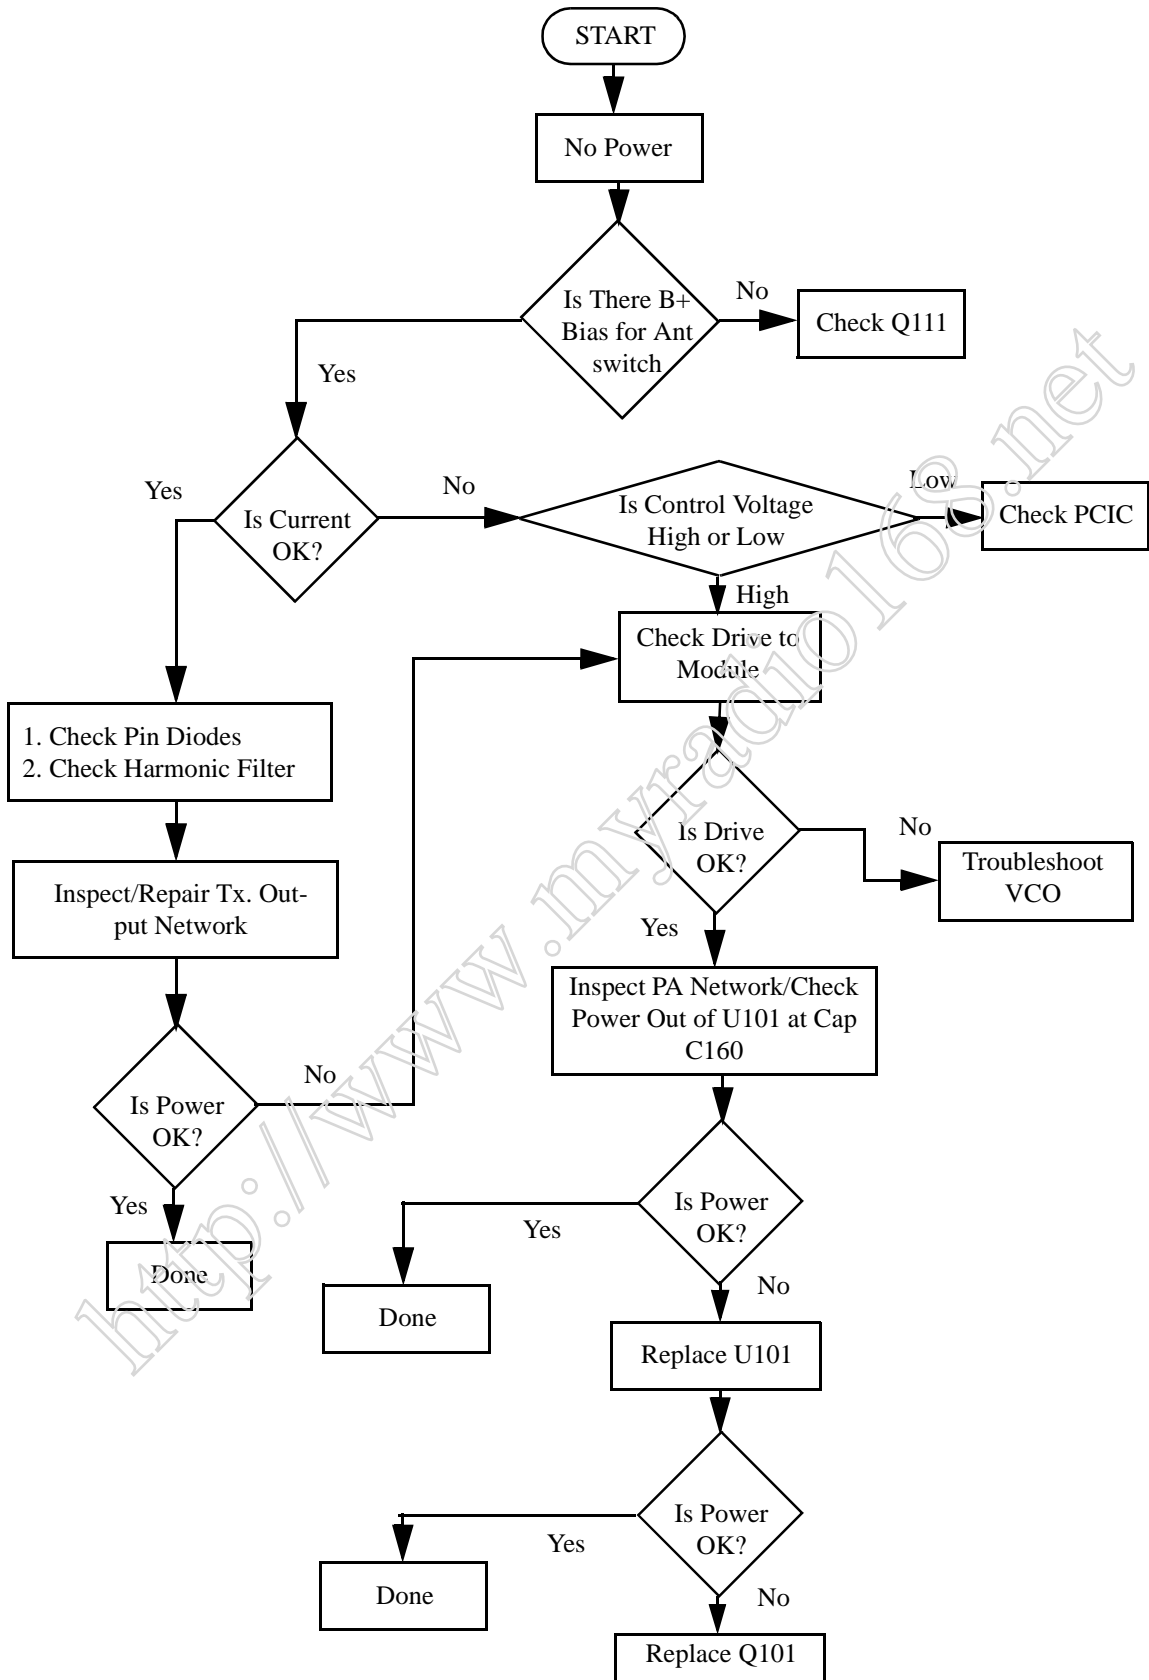 START
No Power
Is There B+
Bias for Ant
switch
No
Check Q111
Yes
Is Current
OK?
Yes
No
Is Control Voltage
High or Low
Low
Check PCIC
High
Check Drive to
Module
1. Check Pin Diodes
2. Check Harmonic Filter
Is Drive
OK?
No
Troubleshoot
VCO
Inspect/Repair Tx. Out-
put Network
Yes
Inspect PA Network/Check
Power Out of U101 at Cap
C160
Is Power
OK?
No
Yes
Done
Is Power
OK?
Yes
Done
No
Replace U101
Is Power
OK?
Yes
Done
No
Replace Q101
http://www.myradio168.net